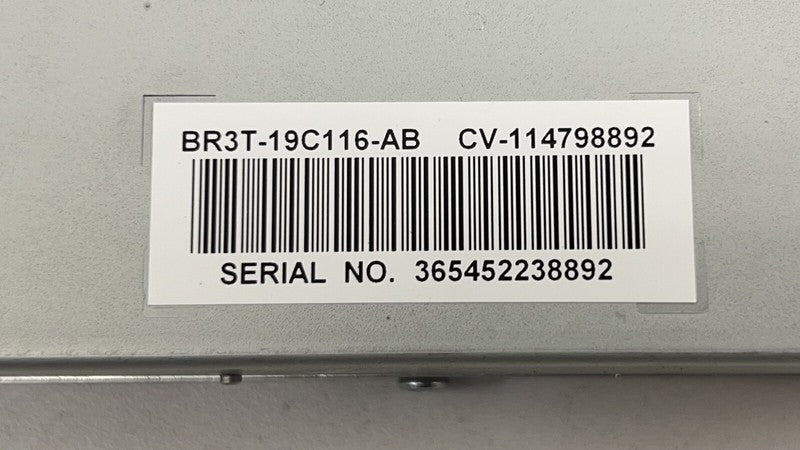 BR3T-19C116-AB CV-114798892
SERIAL NO. 365452238892